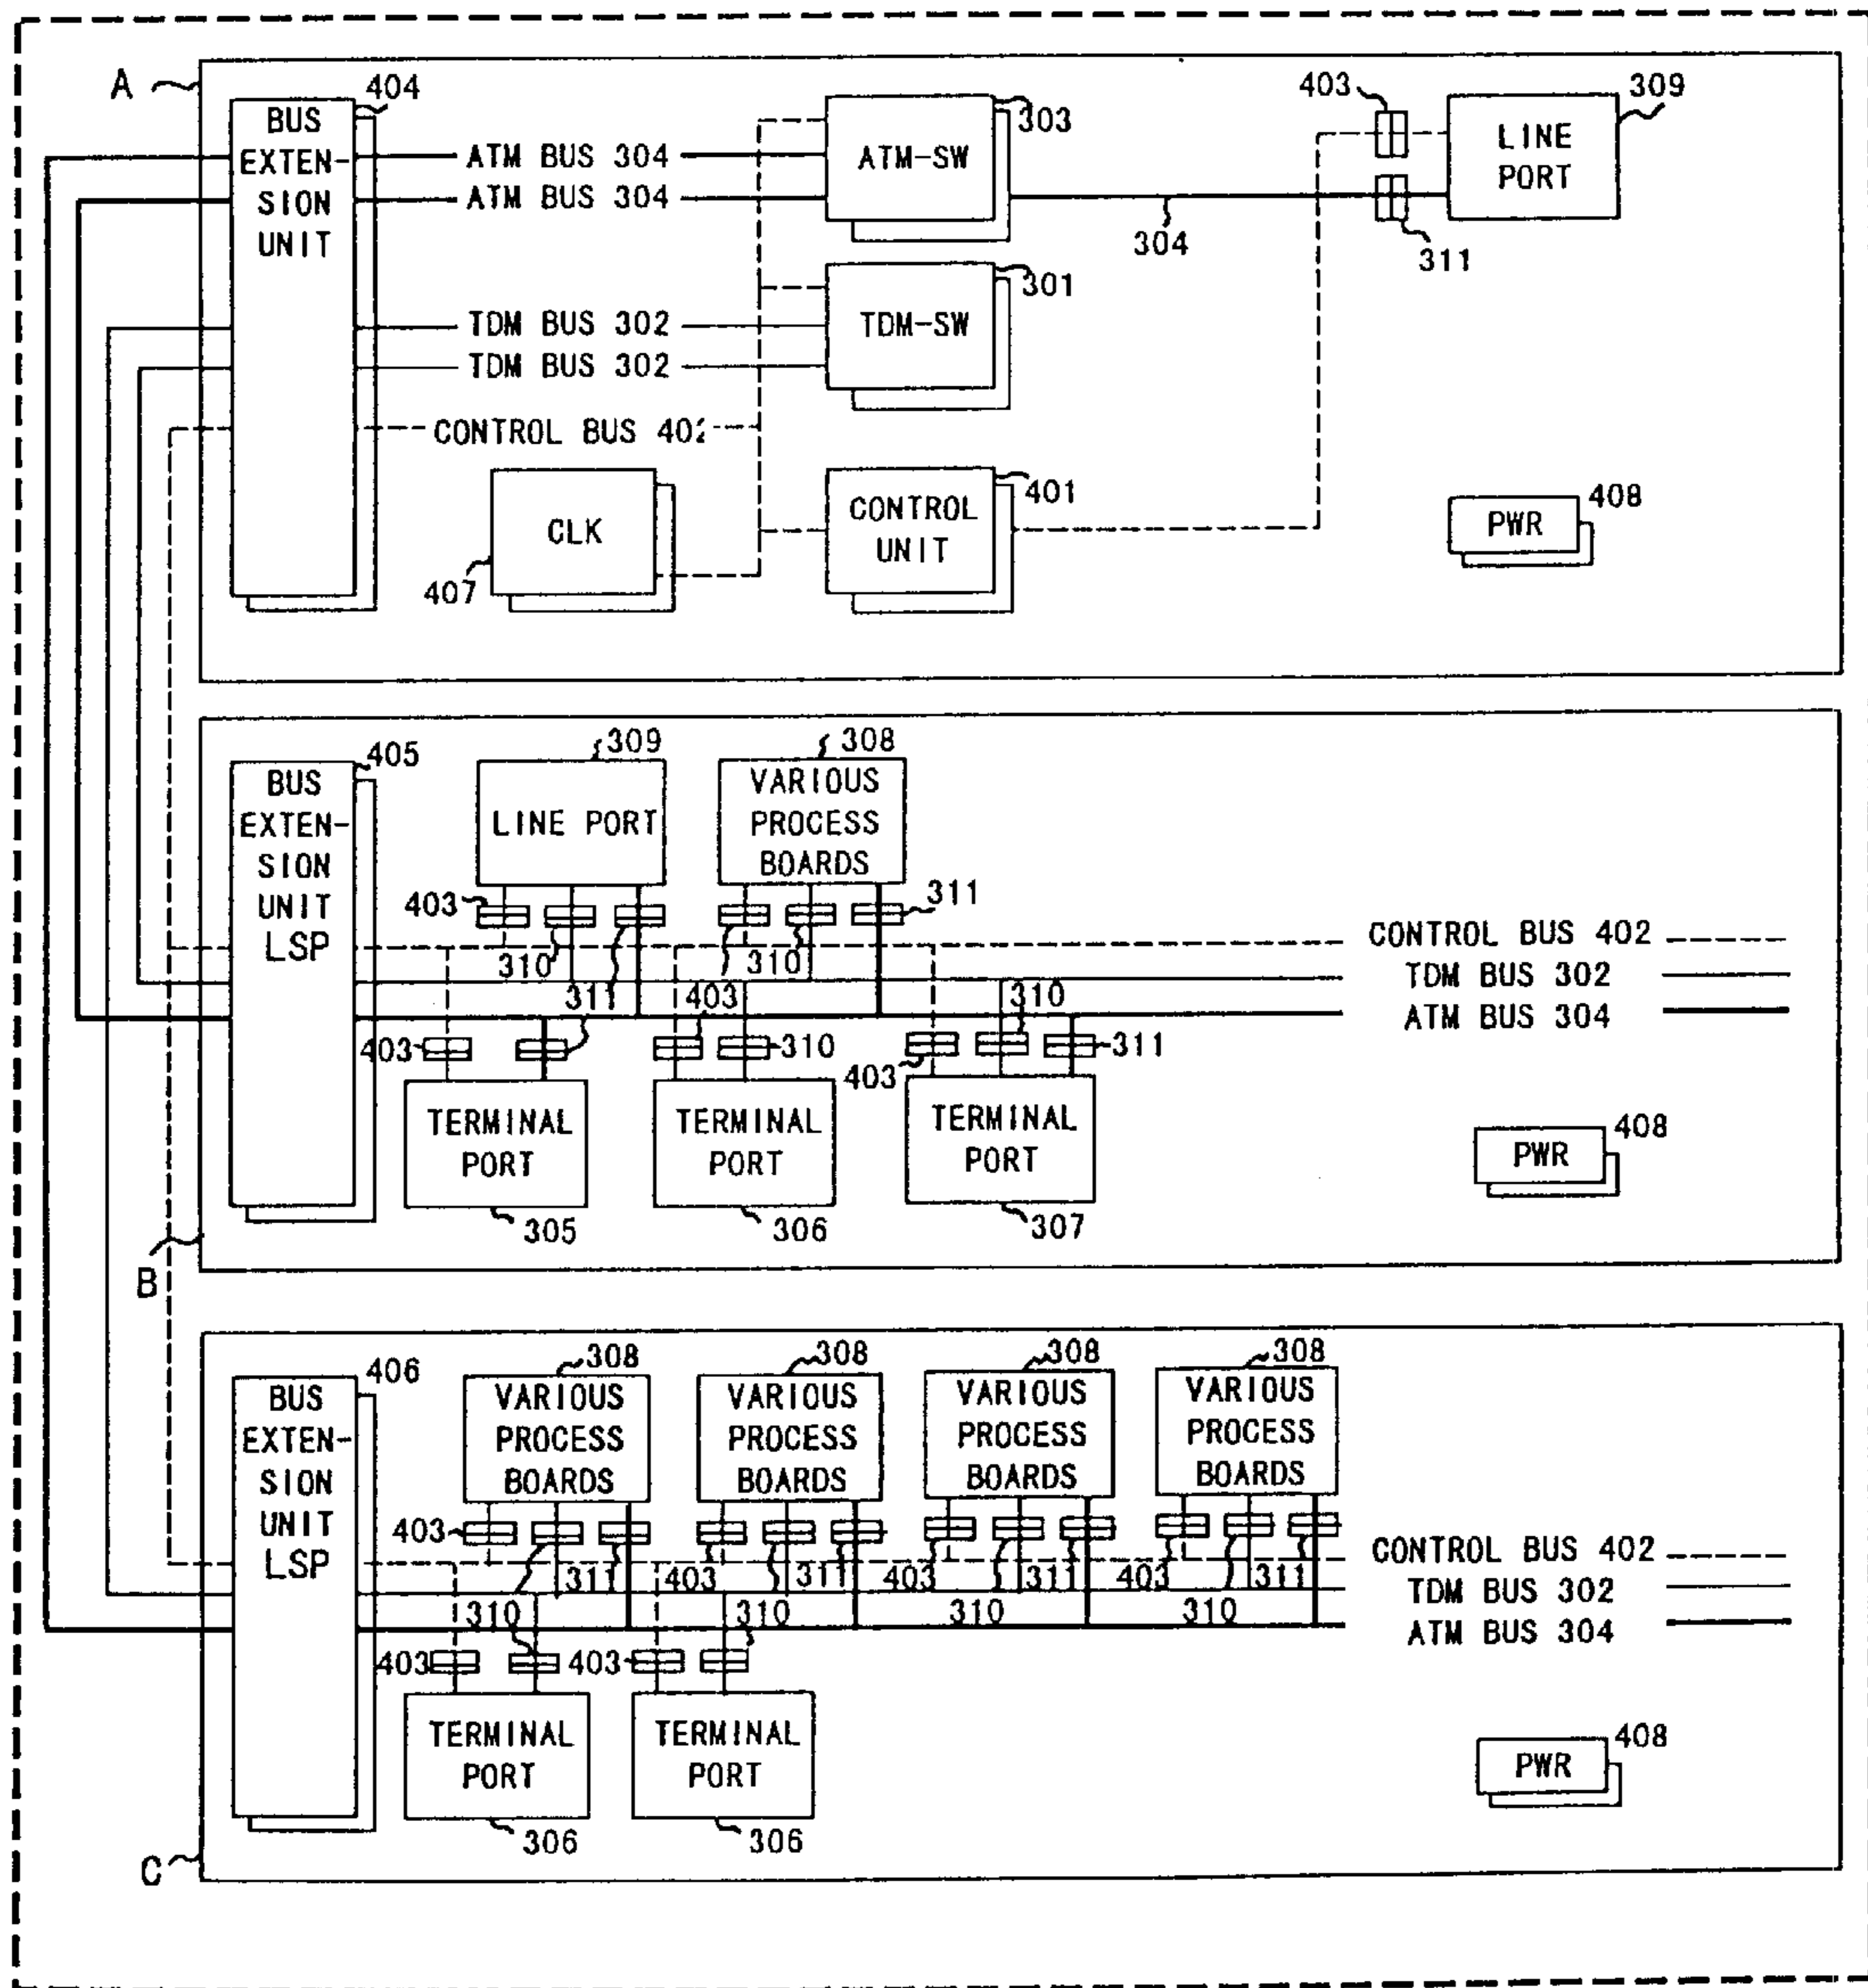 A
404
BUS
EXTEN-
SION
UNIT
ATM BUS 304
ATM BUS 304
303
ATM-SW
304
403
309
LINE
PORT
311
301
TDM-SW
TDM BUS 302
TDM BUS 302
CONTROL BUS 402
CLK
407
401
CONTROL
UNIT
408
PWR
B
405
BUS
EXTEN-
SION
UNIT
LSP
309
LINE PORT
308
VARIOUS
PROCESS
BOARDS
403
310
311
311
310
403
310
CONTROL BUS 402
TDM BUS 302
ATM BUS 304
403
310
403
311
TERMINAL
PORT
305
TERMINAL
PORT
306
TERMINAL
PORT
307
408
PWR
C
406
BUS
EXTEN-
SION
UNIT
LSP
308
VARIOUS
PROCESS
BOARDS
308
VARIOUS
PROCESS
BOARDS
308
VARIOUS
PROCESS
BOARDS
308
VARIOUS
PROCESS
BOARDS
403
311
403
311
403
311
403
311
310
310
310
310
CONTROL BUS 402
TDM BUS 302
ATM BUS 304
403
403
TERMINAL
PORT
306
TERMINAL
PORT
306
408
PWR